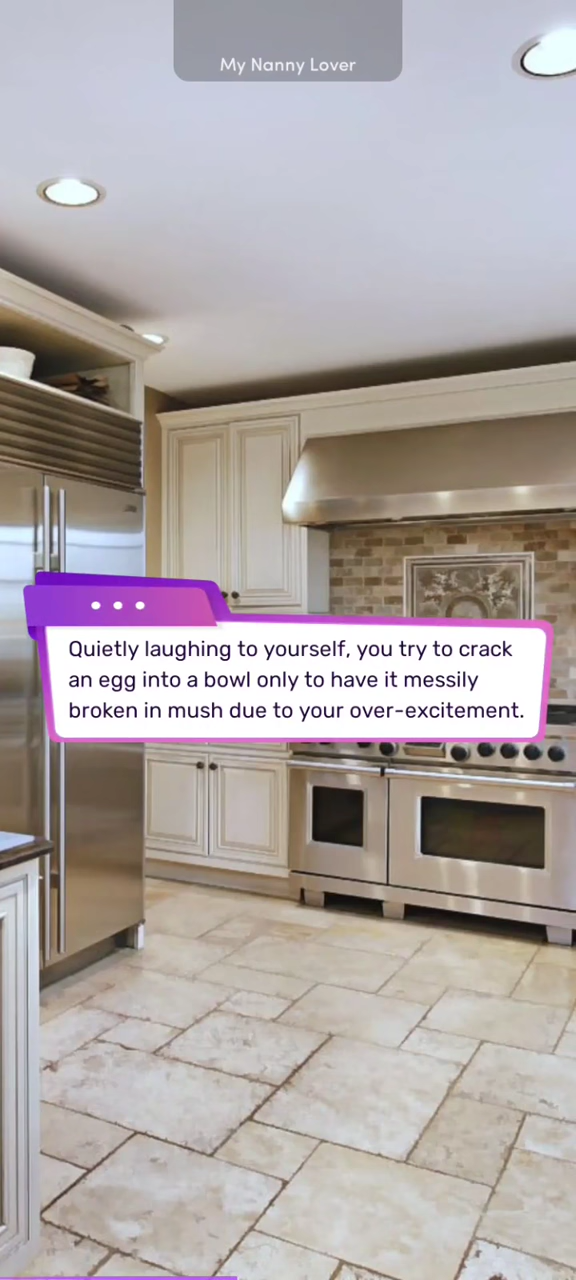 My Nanny Lover
Quietly laughing to yourself, you try to crack
an egg into a bowl only to have it messily
broken in mush due to your over-excitement.